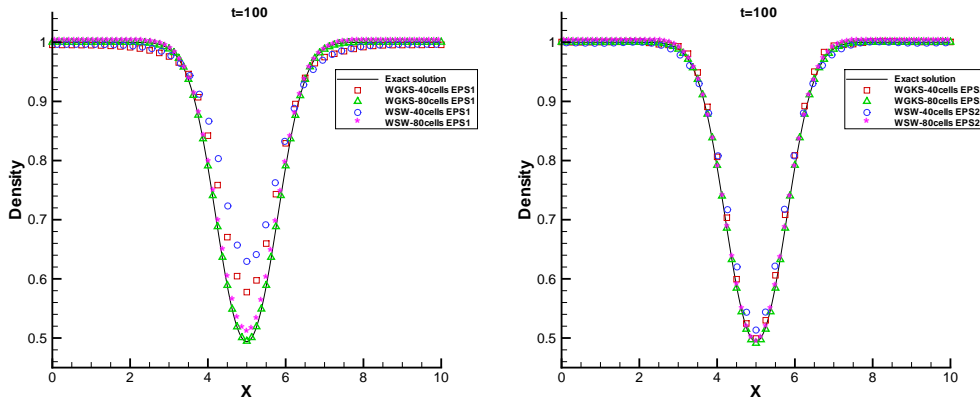 t=100
Density
1
0.9
0.8
0.7
0.6
0.5
Exact solution
WGKS-40cells EPS1
WGKS-80cells EPS1
WSW-40cells EPS1
WSW-80cells EPS1
0 2 4 6 8 10
X
t=100
Density
1
0.9
0.8
0.7
0.6
0.5
Exact solution
WGKS-40cells EPS
WGKS-80cells EPS
WSW-40cells EPS2
WSW-80cells EPS2
0 2 4 6 8 10
X